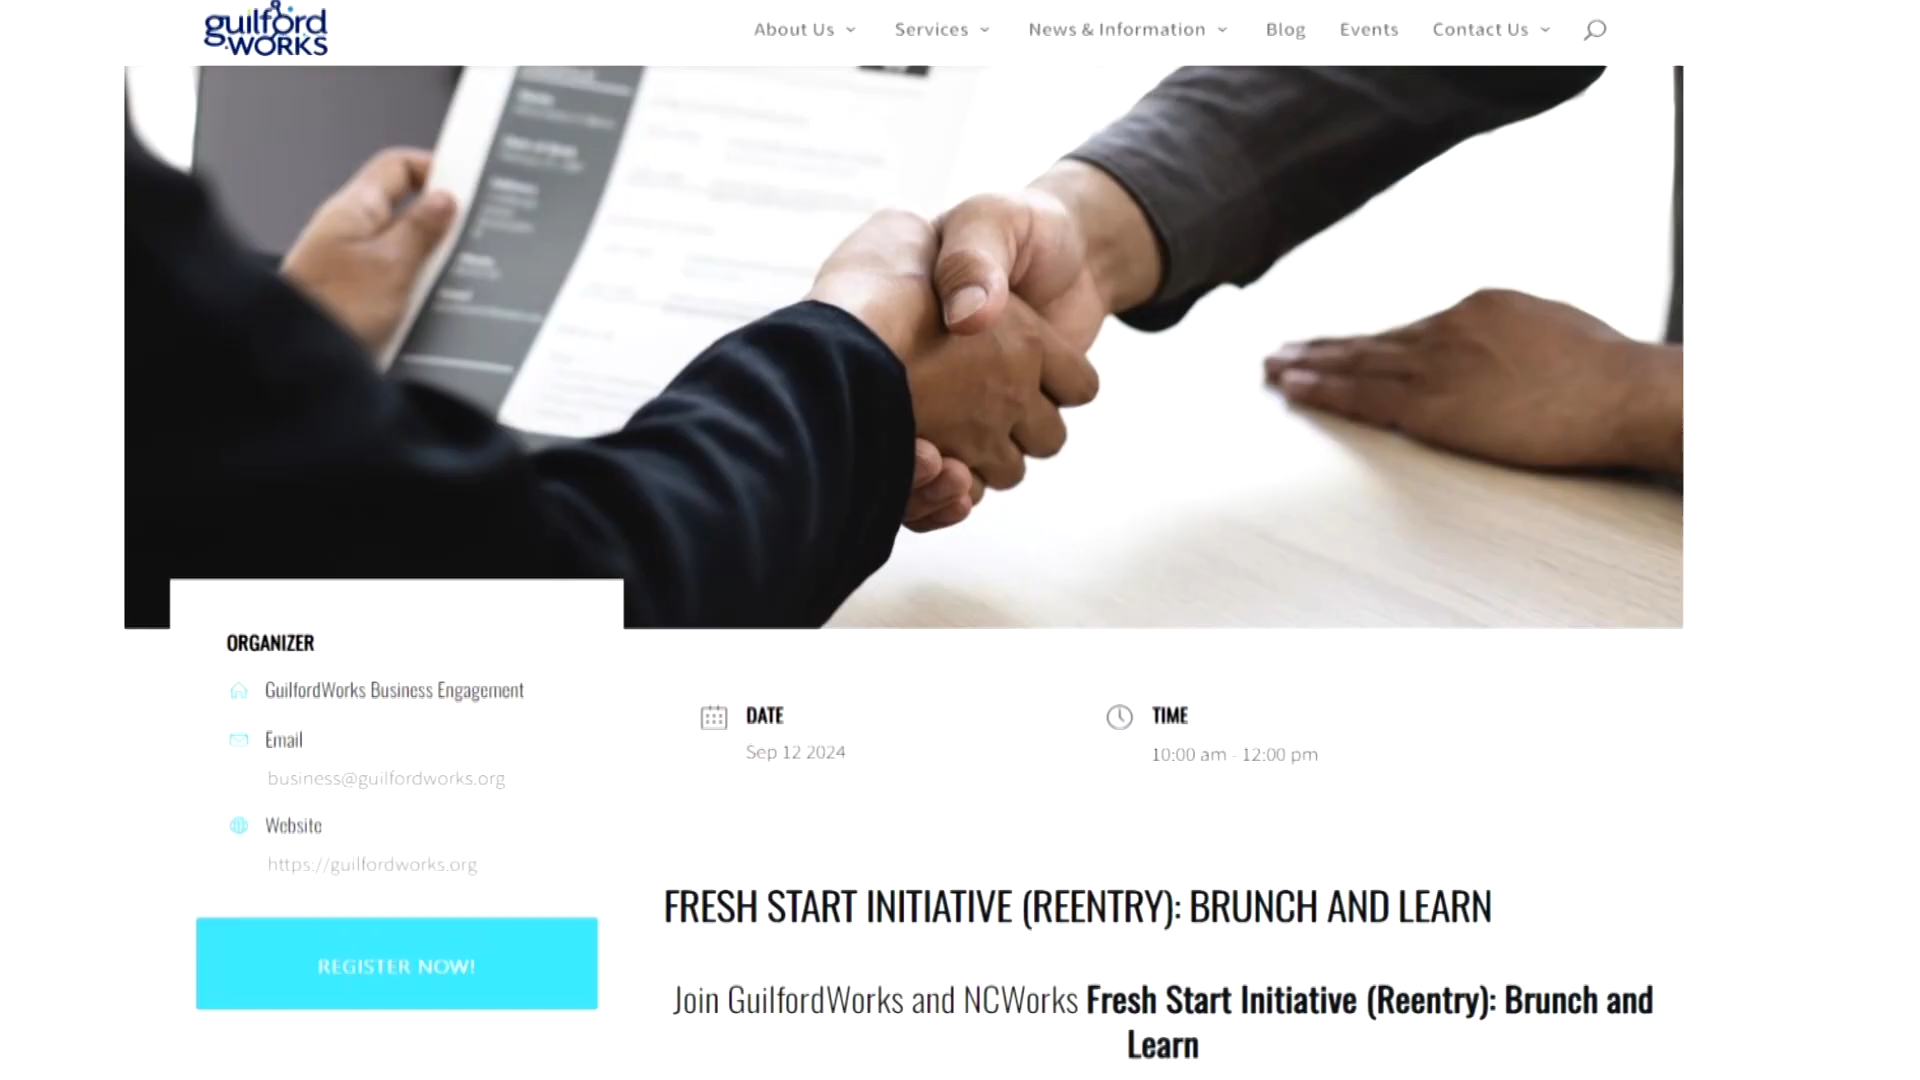 guilford
WORKS
About Us
Services
News & Information
Blog
Events
Contact Us
ORGANIZER
GuilfordWorks Business Engagement
Email
business@guilfordworks.org
Website
https://guilfordworks.org
REGISTER NOW!
DATE
Sep 12 2024
TIME
10:00 am - 12:00 pm
FRESH START INITIATIVE (REENTRY): BRUNCH AND LEARN
Join GuilfordWorks and NCWorks Fresh Start Initiative (Reentry): Brunch and
Learn